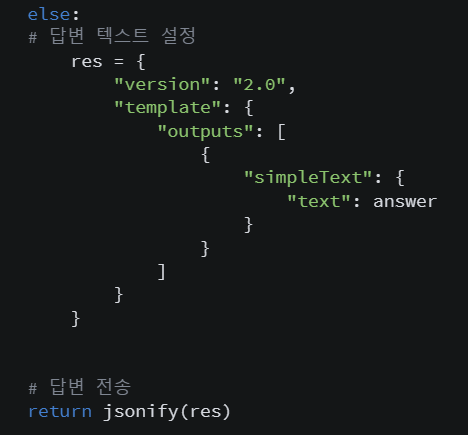 else:
# 답변 텍스트 설정
    res = {
        "version": "2.0",
        "template": {
            "outputs": [
                {
                    "simpleText": {
                        "text": answer
                    }
                }
            ]
        }
    }
# 답변 전송
return jsonify(res)